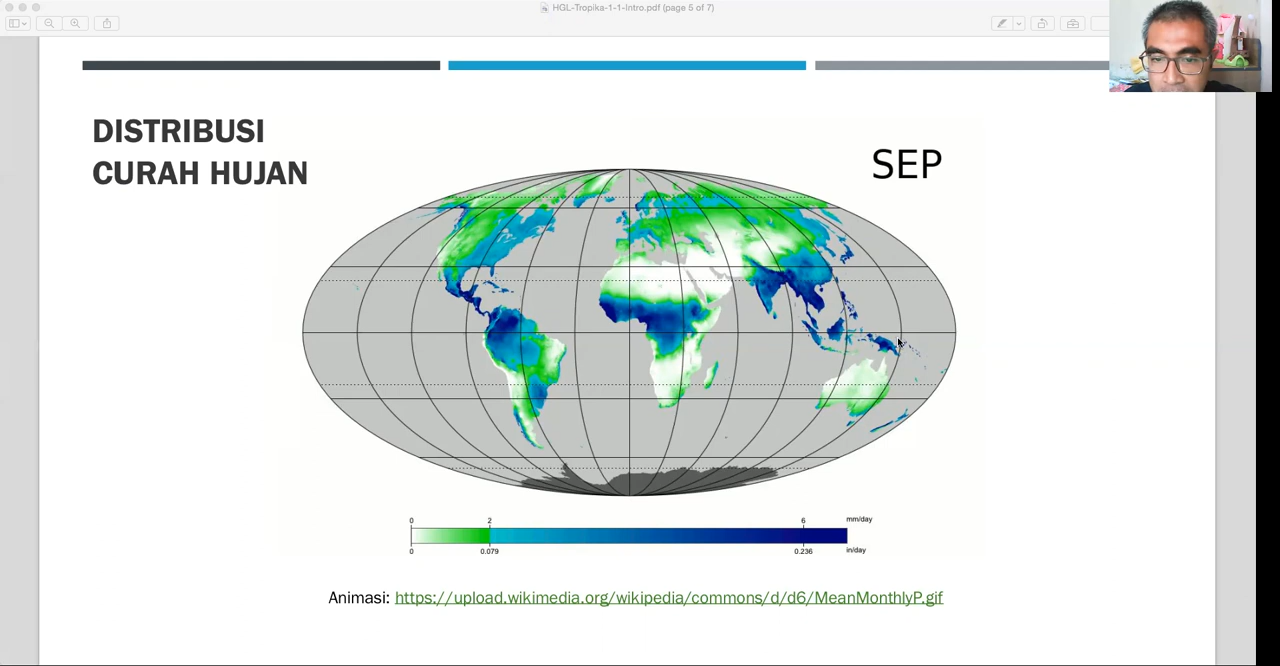 HGL-Tropika-1-1-Intro.pdf (page 5 of 7)
DISTRIBUSI
CURAH HUJAN
SEP
0 2 6 mm/day
0 0.079 0.236 in/day
Animasi: https://upload.wikimedia.org/wikipedia/commons/d/d6/MeanMonthlyP.gif